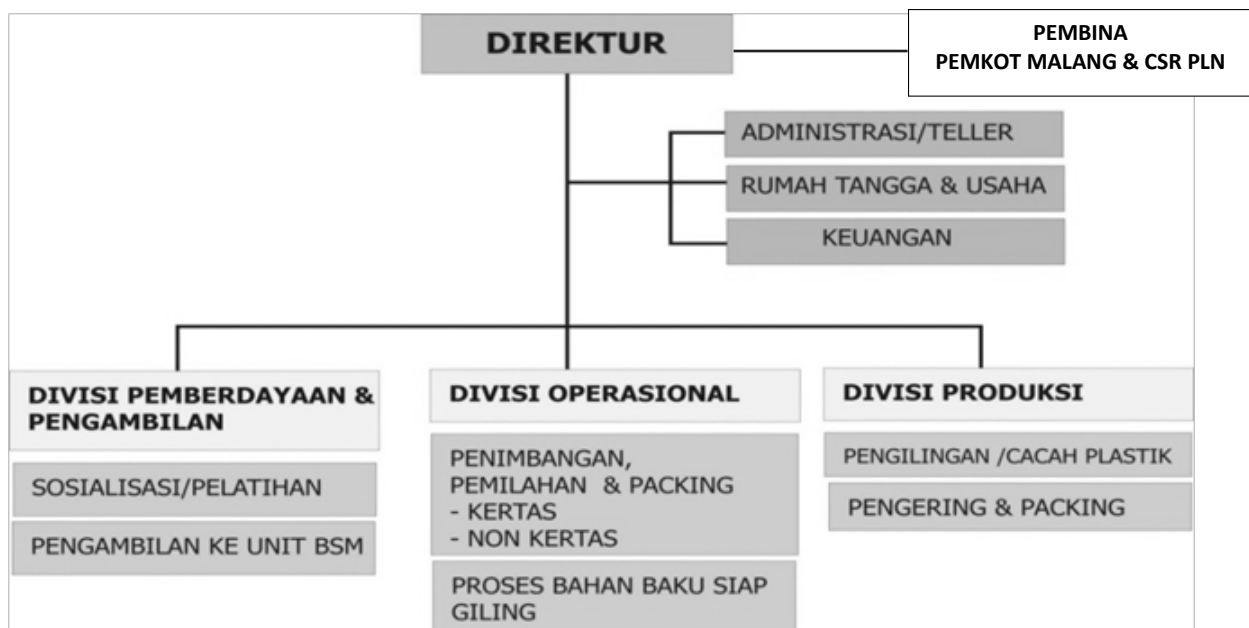 DIREKTUR
PEMBINA
PEMKOT MALANG & CSR PLN
ADMINISTRASI/TELLER
RUMAH TANGGA & USAHA
KEUANGAN
DIVISI PEMBERDAYAAN &
PENGAMBILAN
SOSIALISASI/PELATIHAN
PENGAMBILAN KE UNIT BSM
DIVISI OPERASIONAL
PENIMBANGAN,
PEMILAHAN & PACKING
- KERTAS
- NON KERTAS
PROSES BAHAN BAKU SIAP
GILING
DIVISI PRODUKSI
PENGILINGAN /CACAH PLASTIK
PENGERING & PACKING